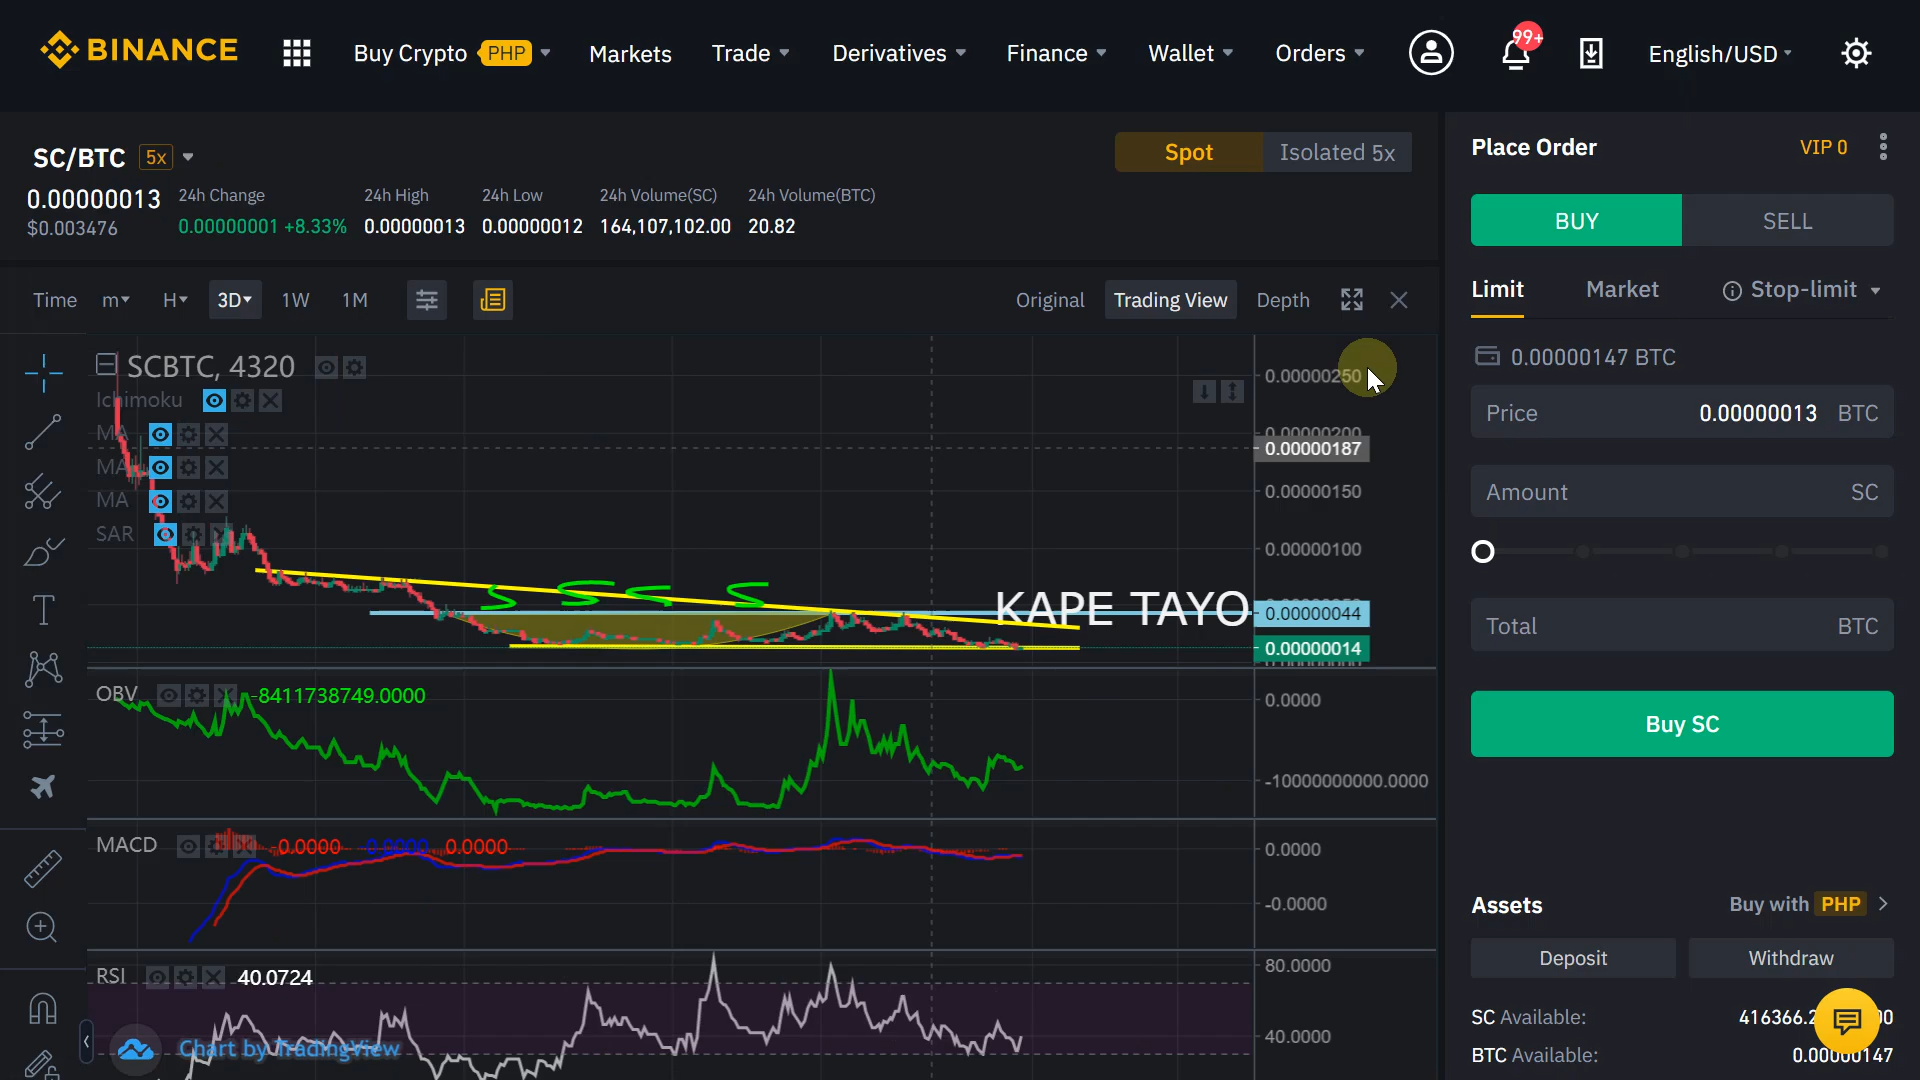 BINANCE
Buy Crypto PHP
Markets
Trade
Derivatives
Finance
Wallet
Orders
99+
English/USD
SC/BTC 5x
0.00000013
$0.003476
24h Change
0.00000001 +8.33%
24h High
0.00000013
24h Low
0.00000012
24h Volume(SC)
164,107,102.00
24h Volume(BTC)
20.82
Spot
Isolated 5x
Time
m
H
3D
1W
1M
Original
Trading View
Depth
SCBTC, 4320
Ichimoku
MA
MA
MA
SAR
0.00000250
0.00000200
0.00000187
0.00000150
0.00000100
KAPE TAYO
0.00000044
0.00000014
OBV
-8411738749.0000
0.0000
-10000000000.0000
MACD
-0.0000
0.0000
0.0000
0.0000
-0.0000
RSI
40.0724
80.0000
40.0000
Chart by TradingView
Place Order
VIP 0
BUY
SELL
Limit
Market
Stop-limit
0.00000147 BTC
Price
0.00000013 BTC
Amount
SC
Total
BTC
Buy SC
Assets
Buy with PHP
Deposit
Withdraw
SC Available:
BTC Available:
0.00000147